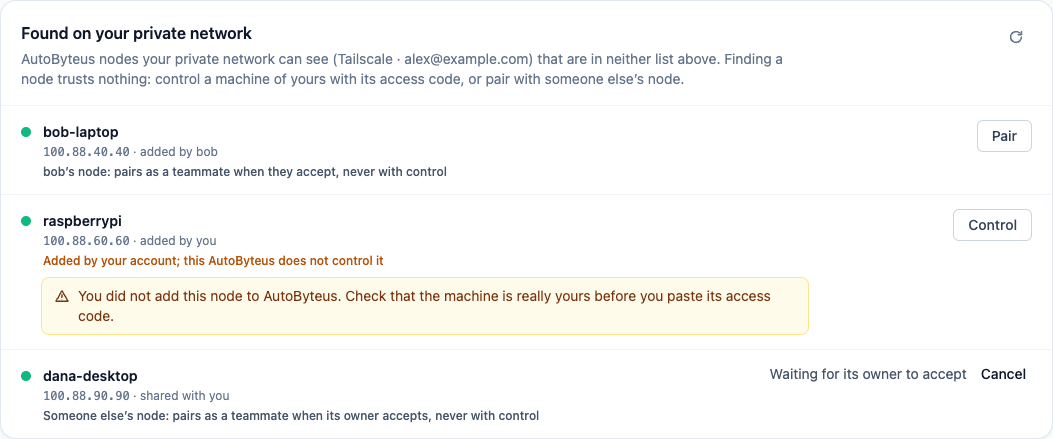 Found on your private network
AutoByteus nodes your private network can see (Tailscale · alex@example.com) that are in neither list above. Finding a
node trusts nothing: control a machine of yours with its access code, or pair with someone else’s node.
bob-laptop
Pair
100.88.40.40 · added by bob
bob’s node: pairs as a teammate when they accept, never with control
raspberrypi
Control
100.88.60.60 · added by you
Added by your account; this AutoByteus does not control it
You did not add this node to AutoByteus. Check that the machine is really yours before you paste its access
code.
dana-desktop
Waiting for its owner to accept Cancel
100.88.90.90 · shared with you
Someone else’s node: pairs as a teammate when its owner accepts, never with control